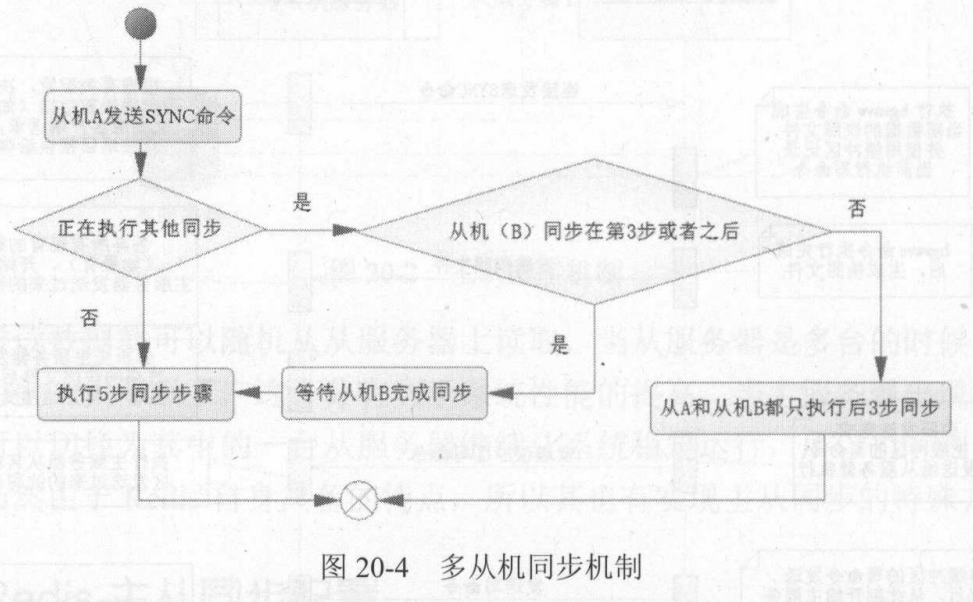 从机A发送SYNC命令
正在执行其他同步
是
从机（B）同步在第3步或者之后
否
否
是
执行5步同步步骤
等待从机B完成同步
从A和从机B都只执行后3步同步
图 20-4 多从机同步机制